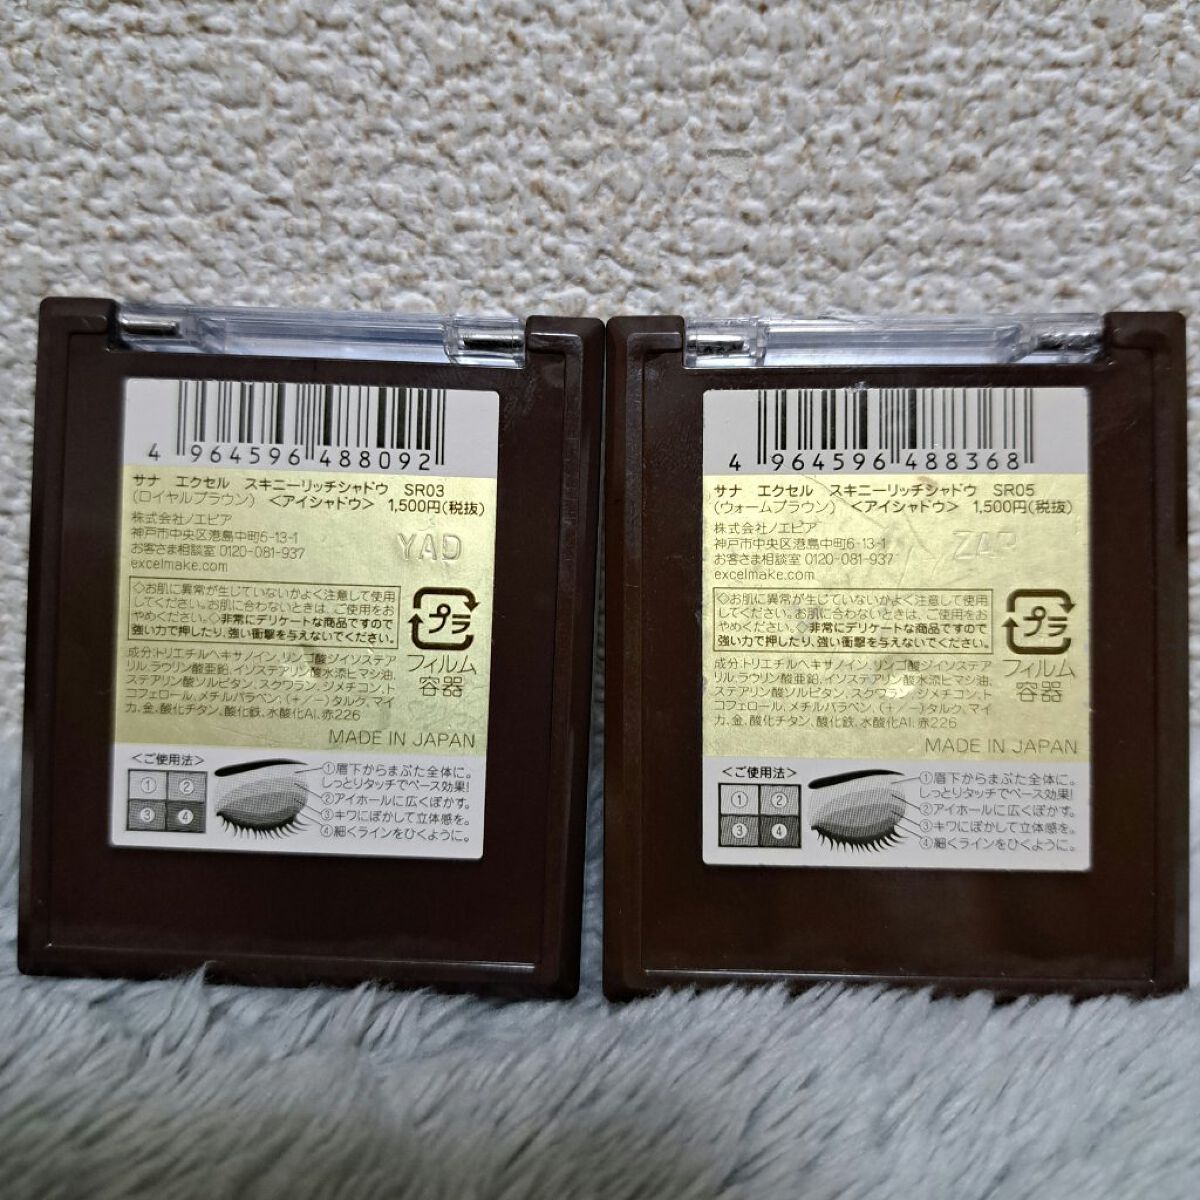 4 964596 488092
サナ エクセル スキニーリッチシャドウ SR03
(ロイヤルブラウン) <アイシャドウ> 1,500円(税抜)
株式会社ノエビア
神戸市中央区港島中町6-13-1
お客さま相談室 0120-081-937
excelmake.com
YAD
◇お肌に異常が生じていないかよく注意して使用
してください。お肌に合わないときは、ご使用をお
やめください。◇非常にデリケートな商品ですので
強い力で押したり、強い衝撃を与えないでください。
プラ
フィルム
容器
成分:トリエチルヘキサノイン、リンゴ酸ジイソステア
リル、ラウリン酸亜鉛、イソステアリン酸水添ヒマシ油、
ステアリン酸ソルビタン、スクワラン、ジメチコン、ト
コフェロール、メチルパラベン、(+/−)タルク、マイ
カ、金、酸化チタン、酸化鉄、水酸化Al、赤226
MADE IN JAPAN
<ご使用法>
① ②
③ ④
①眉下からまぶた全体に。
しっとりタッチでベース効果!
②アイホールに広くぼかす。
③キワにぼかして立体感を。
④細くラインをひくように。
4 964596 488368
サナ エクセル スキニーリッチシャドウ SR05
(ウォームブラウン) <アイシャドウ> 1,500円(税抜)
株式会社ノエビア
神戸市中央区港島中町6-13-1
お客さま相談室 0120-081-937
excelmake.com
◇お肌に異常が生じていないかよく注意して使用
してください。お肌に合わないときは、ご使用をお
やめください。◇非常にデリケートな商品ですので
強い力で押したり、強い衝撃を与えないでください。
プラ
フィルム
容器
成分:トリエチルヘキサノイン、リンゴ酸ジイソステア
リル、ラウリン酸亜鉛、イソステアリン酸水添ヒマシ油、
ステアリン酸ソルビタン、スクワラン、ジメチコン、ト
コフェロール、メチルパラベン、(+/−)タルク、マイ
カ、金、酸化チタン、酸化鉄、水酸化Al、赤226
MADE IN JAPAN
<ご使用法>
① ②
③ ④
①眉下からまぶた全体に。
しっとりタッチでベース効果!
②アイホールに広くぼかす。
③キワにぼかして立体感を。
④細くラインをひくように。